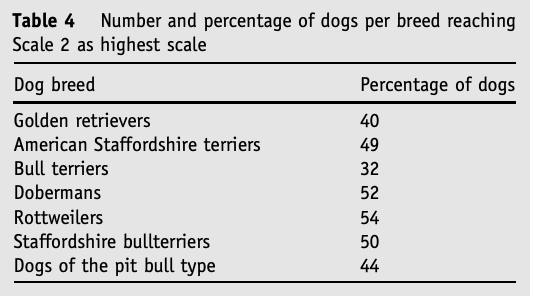 Table 4 Number and percentage of dogs per breed reaching
Scale 2 as highest scale
Dog breed Percentage of dogs
Golden retrievers 40
American Staffordshire terriers 49
Bull terriers 32
Dobermans 52
Rottweilers 54
Staffordshire bullterriers 50
Dogs of the pit bull type 44